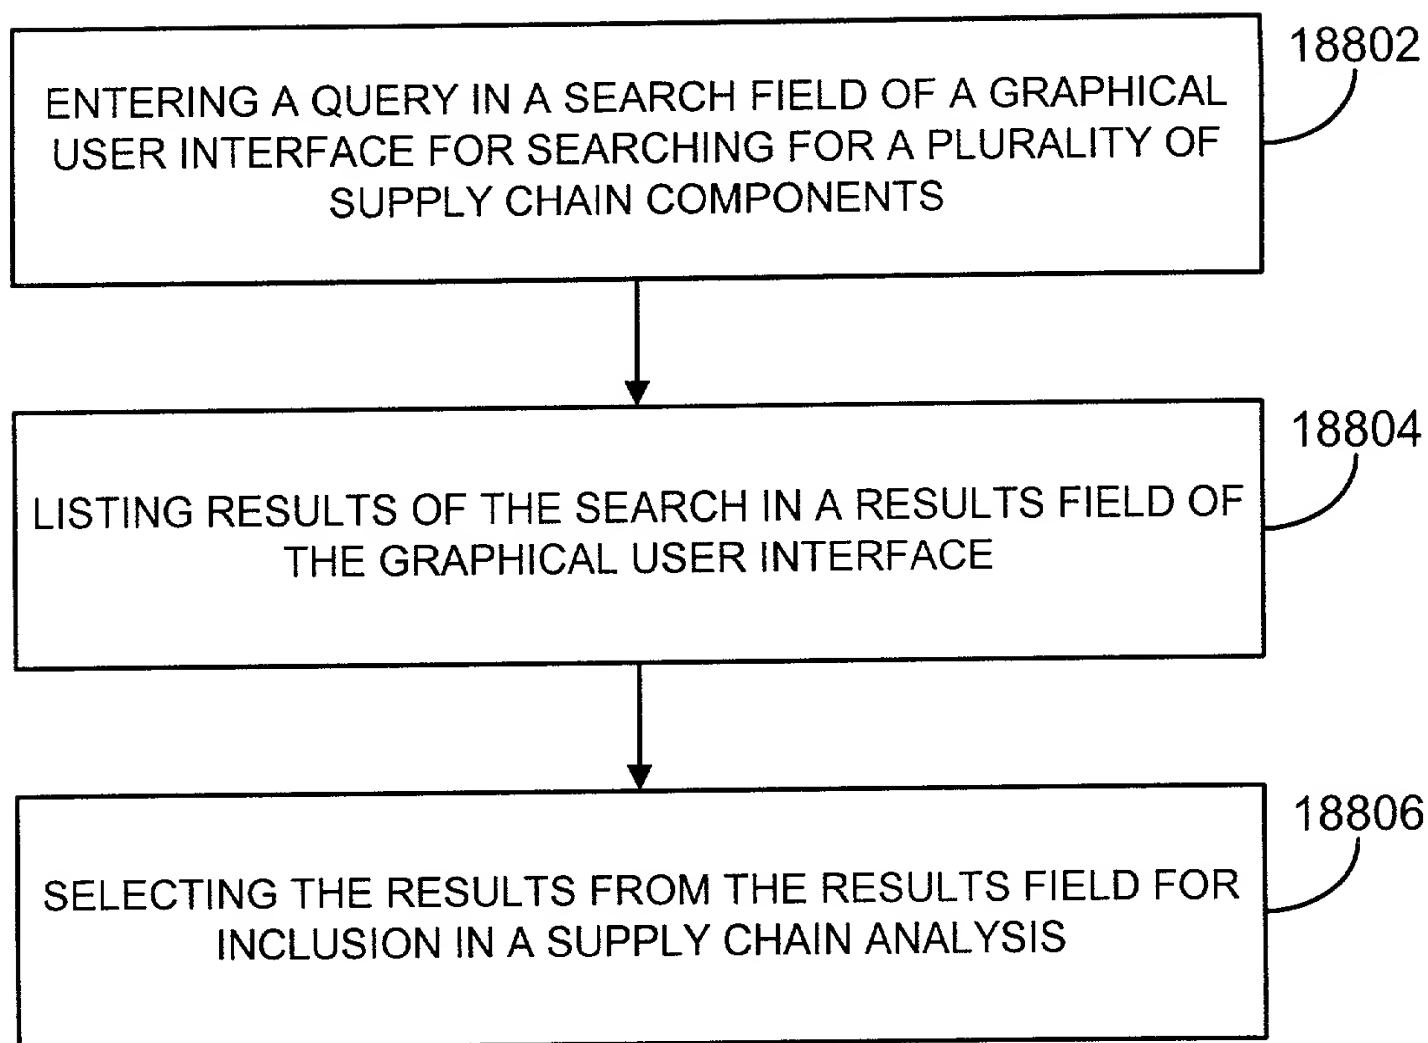 18802
ENTERING A QUERY IN A SEARCH FIELD OF A GRAPHICAL
USER INTERFACE FOR SEARCHING FOR A PLURALITY OF
SUPPLY CHAIN COMPONENTS
18804
LISTING RESULTS OF THE SEARCH IN A RESULTS FIELD OF
THE GRAPHICAL USER INTERFACE
18806
SELECTING THE RESULTS FROM THE RESULTS FIELD FOR
INCLUSION IN A SUPPLY CHAIN ANALYSIS